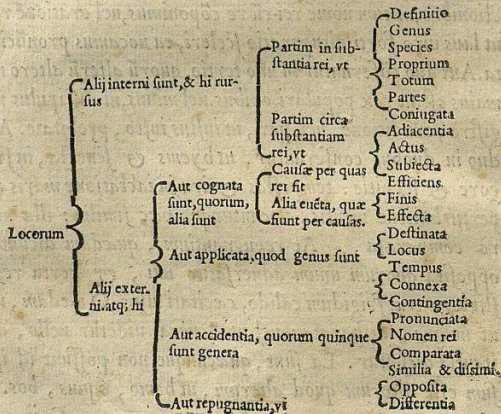 Locorum
Alij interni sunt, & hi rur-
sus
Partim in sub-
stantia rei, vt
Definitio
Genus
Species
Proprium
Totum
Partes
Coniugata
Partim circa
substantiam
rei, vt
Adiacentia
Actus
Subiecta
Alij exter-
ni. atq; hi
Aut cognata
sunt, quorum,
alia sunt
Causæ per quas
rei fit
Efficiens
Finis
Alia euẽta, quæ
fiunt per causas.
Effecta
Destinata
Aut applicata, quod genus sunt
Locus
Tempus
Connexa
Aut accidentia, quorum quinque
sunt genera
Contingentia
Pronunciata
Nomen rei
Comparata
Similia & dissimi.
Aut repugnantia, vt
Opposita
Differentia